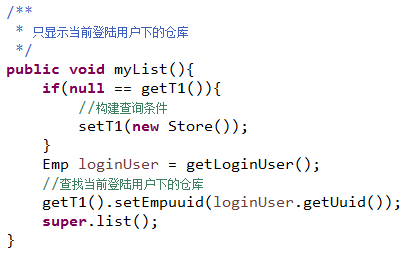 /**
 * 只显示当前登陆用户下的仓库
 */
public void myList(){
    if(null == getT1()){
        //构建查询条件
        setT1(new Store());
    }
    Emp loginUser = getLoginUser();
    //查找当前登陆用户下的仓库
    getT1().setEmpuuid(loginUser.getUuid());
    super.list();
}